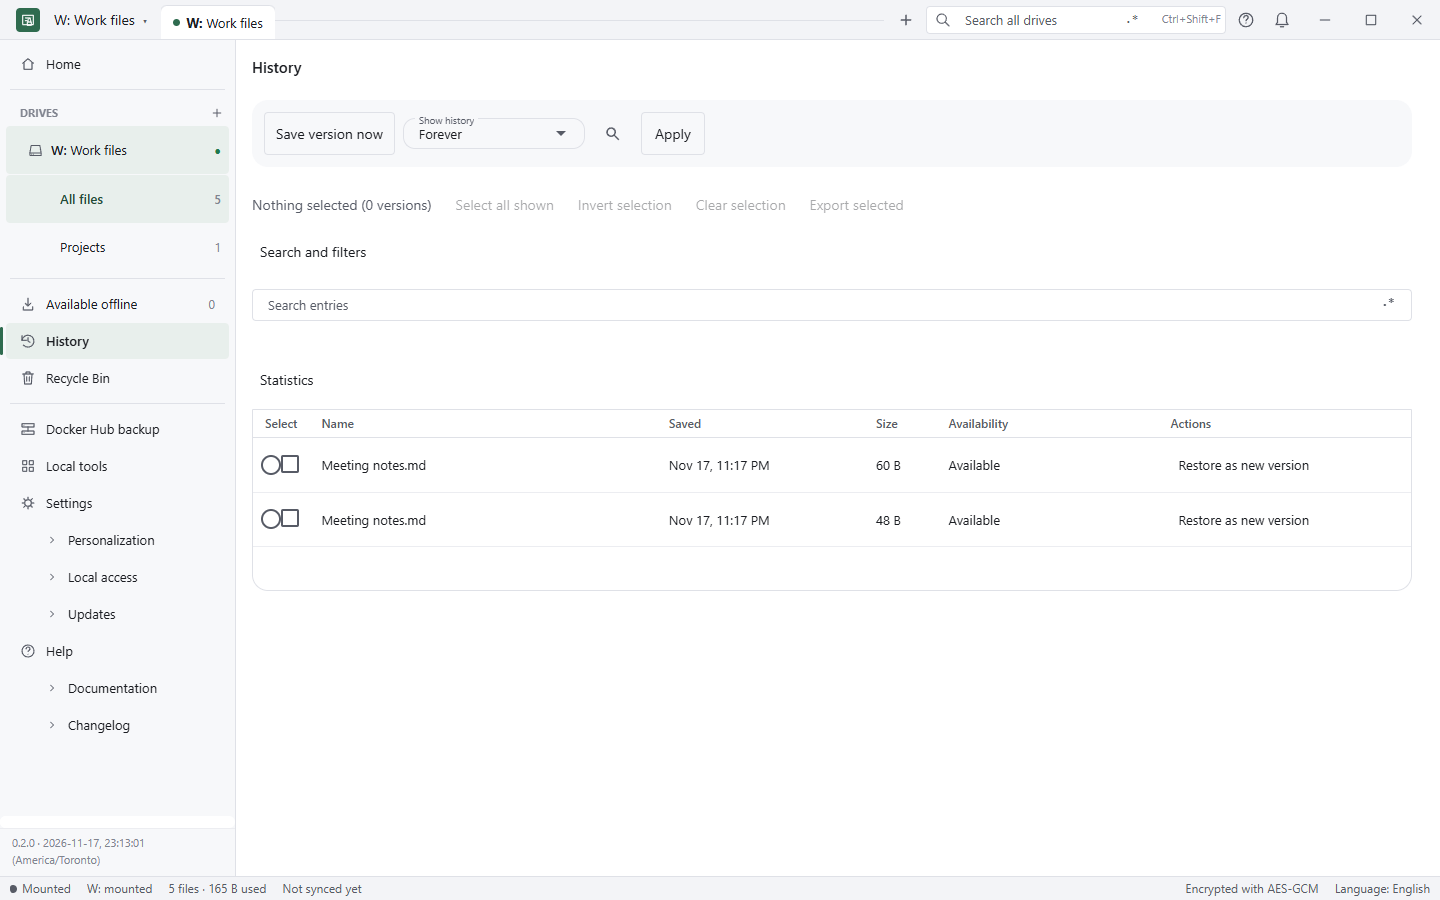 W: Work files
W: Work files
Search all drives
.*
Ctrl+Shift+F
Home
DRIVES
W: Work files
All files
5
Projects
1
Available offline
0
History
Recycle Bin
Docker Hub backup
Local tools
Settings
Personalization
Local access
Updates
Help
Documentation
Changelog
0.2.0 · 2026-11-17, 23:13:01
(America/Toronto)
History
Save version now
Show history
Forever
Apply
Nothing selected (0 versions)
Select all shown
Invert selection
Clear selection
Export selected
Search and filters
Search entries
.*
Statistics
Select Name Saved Size Availability Actions
Meeting notes.md Nov 17, 11:17 PM 60 B Available Restore as new version
Meeting notes.md Nov 17, 11:17 PM 48 B Available Restore as new version
Mounted
W: mounted
5 files · 165 B used
Not synced yet
Encrypted with AES-GCM
Language: English